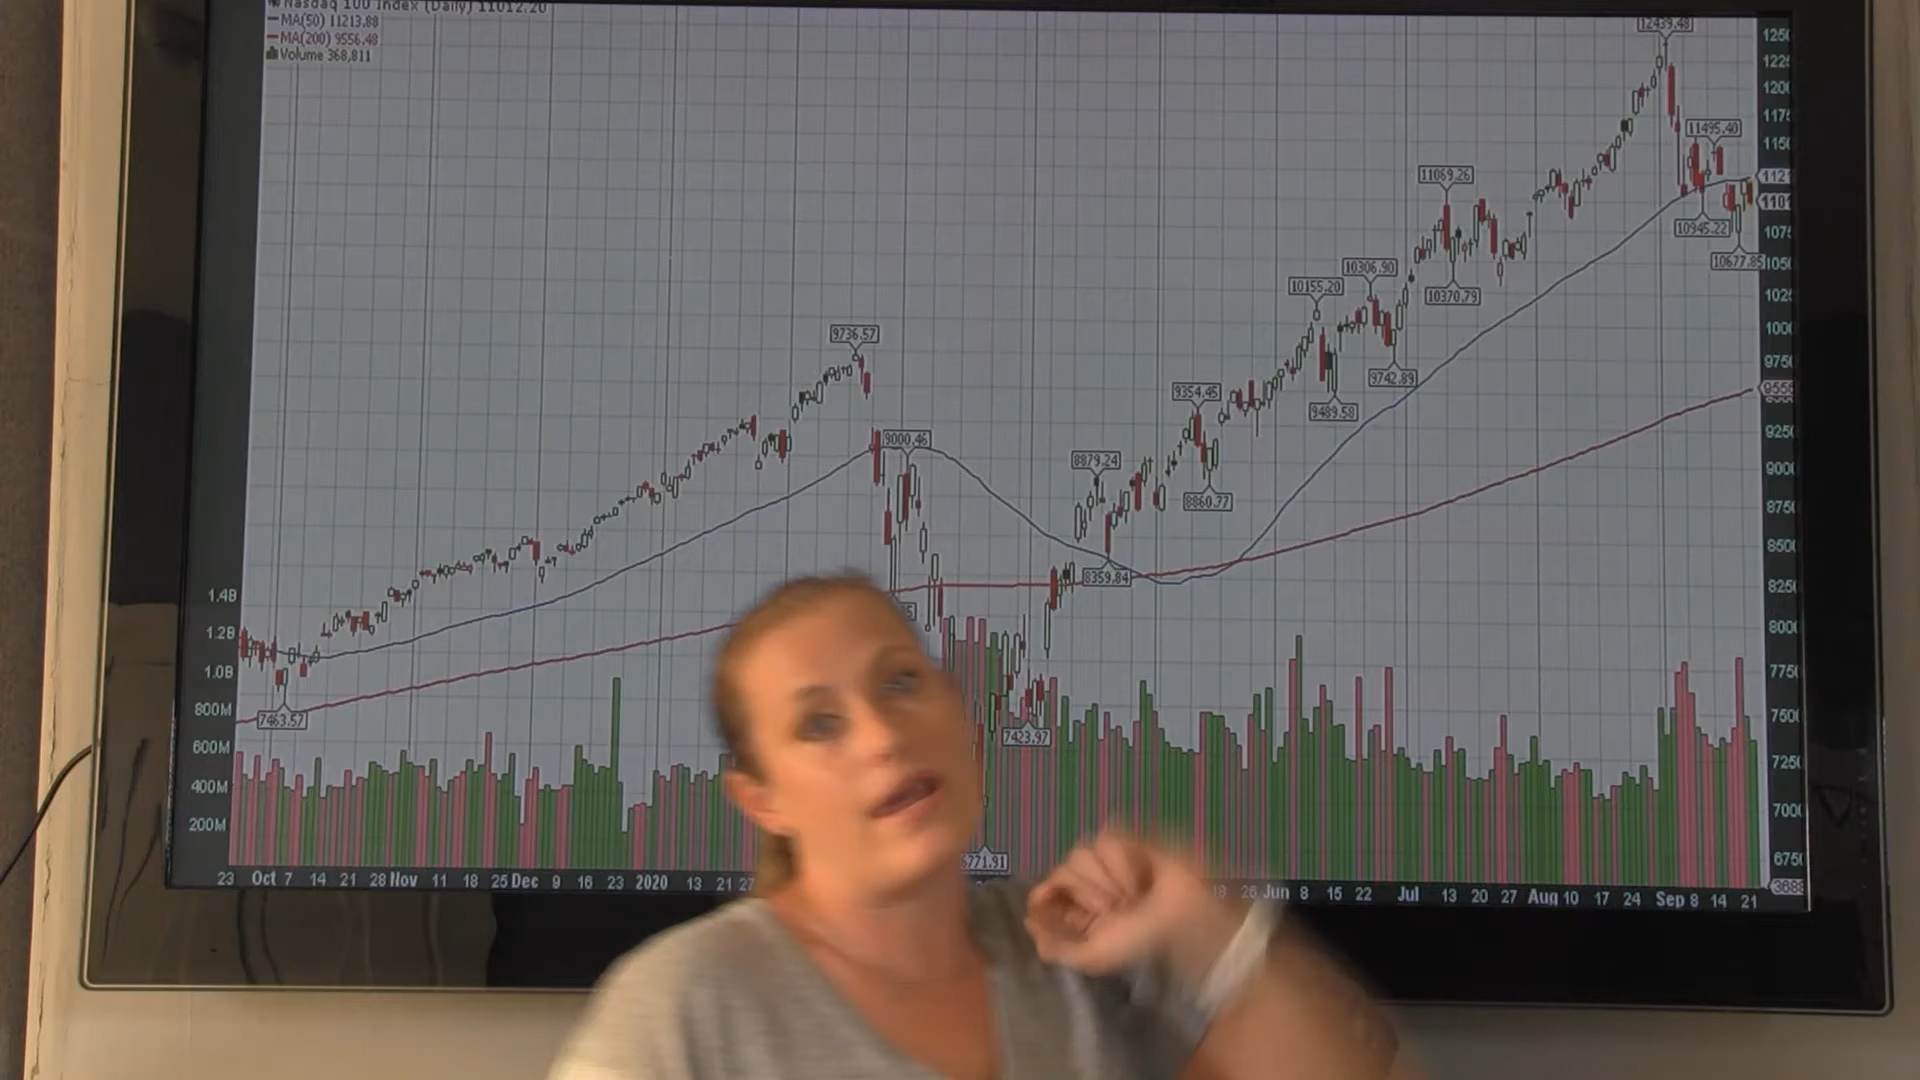 Nasdaq 100 Index (Daily) 11012.20
MA(50) 11213.88
MA(200) 9556.48
Volume 368,811
12439.48
11495.40
11069.26
10945.22
10677.85
10306.90
10155.20
10370.79
9736.57
9742.89
9354.45
9489.58
9000.46
8879.24
8860.77
8359.84
7463.57
7423.97
6771.91
1.4B
1.2B
1.0B
800M
600M
400M
200M
23 Oct 7 14 21 28 Nov 11 18 25 Dec 9 16 23 2020 13 21 27
26 Jun 8 15 22 Jul 13 20 27 Aug 10 17 24 Sep 8 14 21